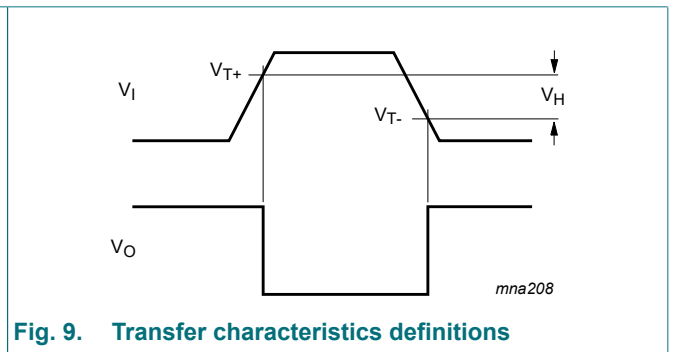 V_T+
V_I
V_H
V_T-
V_O
mna208
Fig. 9. Transfer characteristics definitions